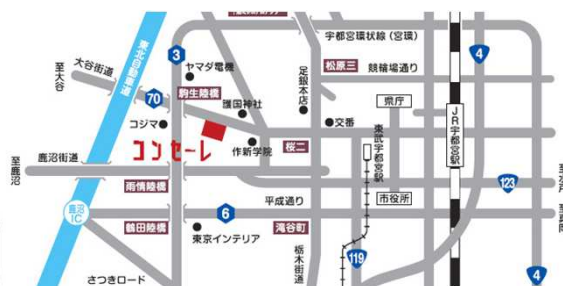 宇都宮環状線（宮環）
4
3
ヤマダ電機
松原三
競輪場通り
大谷街道
至大谷
東北自動車道
70
駒生陸橋
護国神社
足銀本店
県庁
コジマ
交番
JR宇都宮駅
コンセーレ
作新学院
桜二
東武宇都宮駅
至鹿沼
鹿沼街道
雨情陸橋
123
市役所
鹿沼
IC
6
平成通り
鶴田陸橋
東京インテリア
滝谷町
栃木街道
119
さつきロード
4